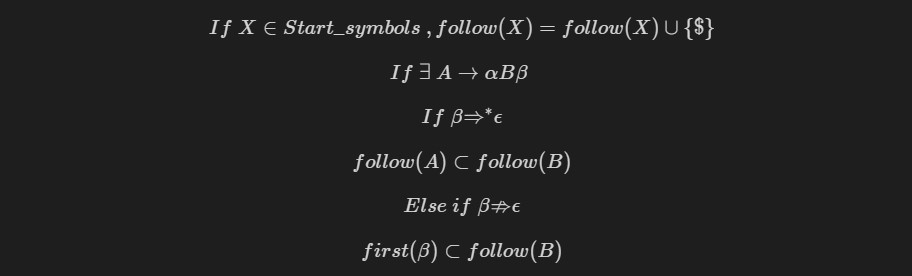 If X ∈ Start_symbols , follow(X) = follow(X) ∪ {$}
If ∃ A → αBβ
If β⇒*ϵ
follow(A) ⊂ follow(B)
Else if β⇏ϵ
first(β) ⊂ follow(B)